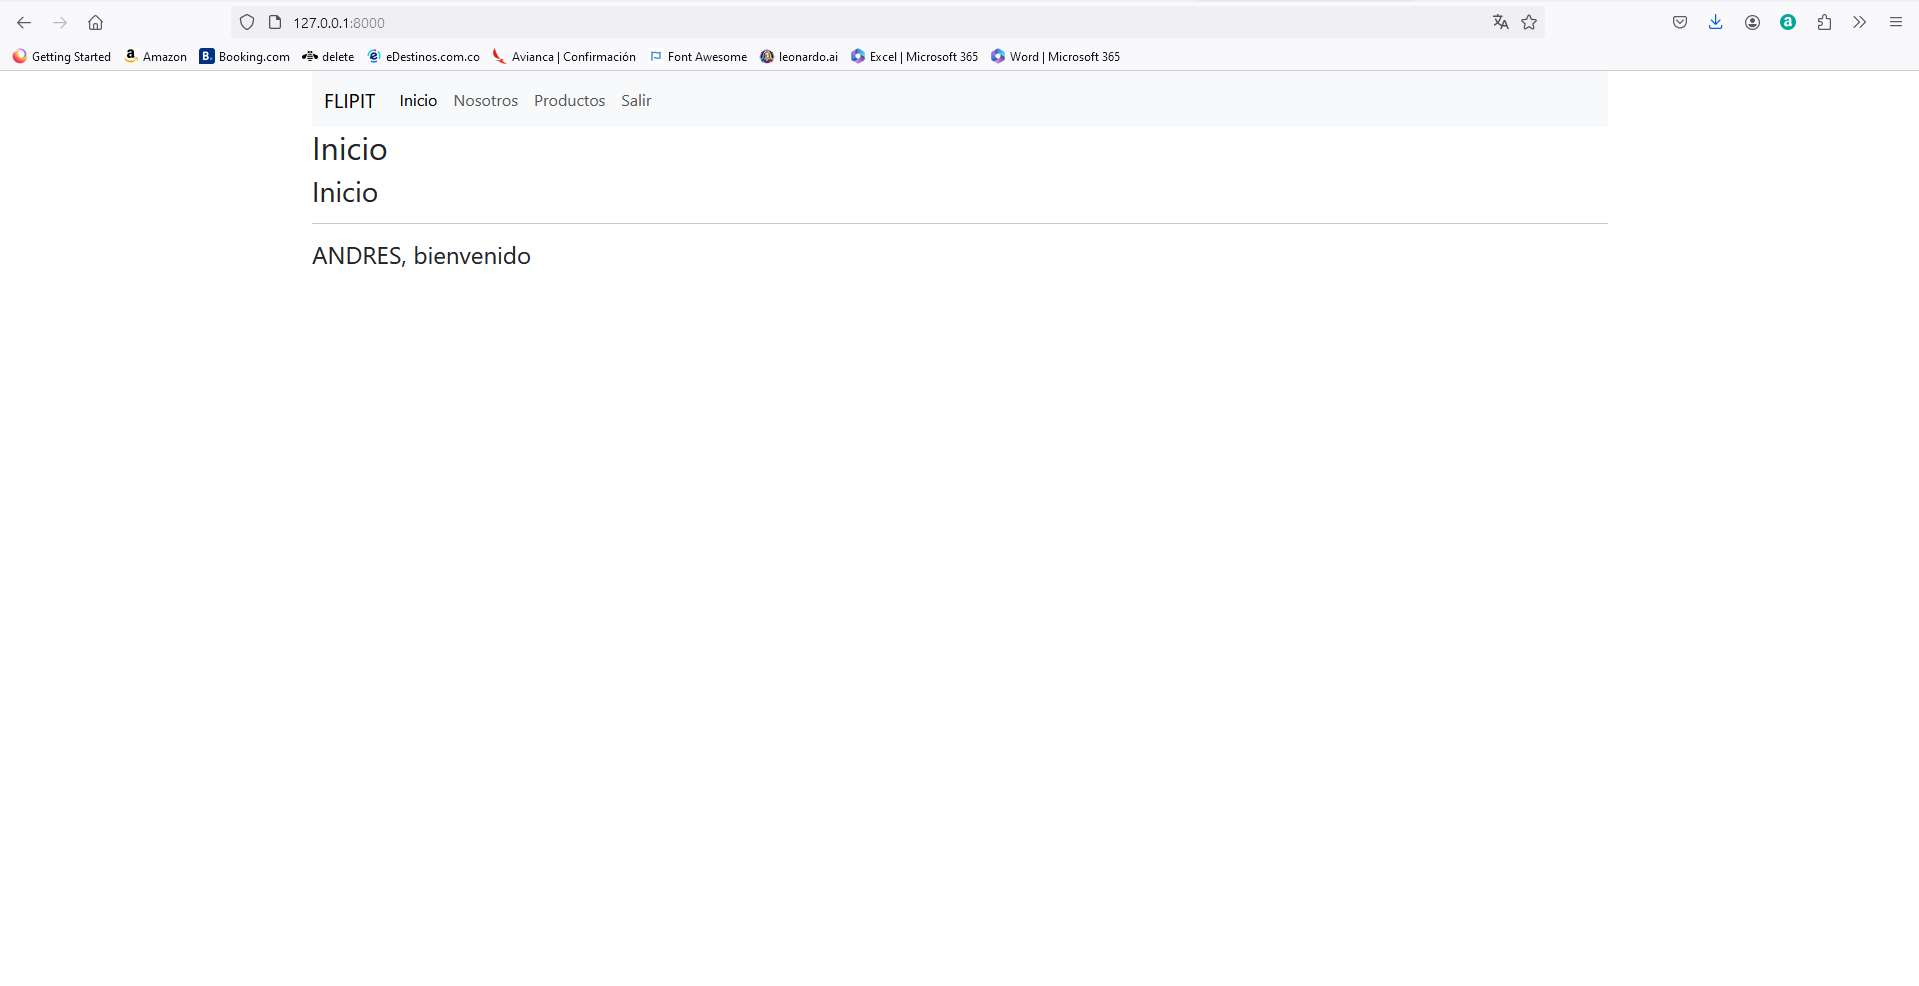 127.0.0.1:8000
Getting Started Amazon Booking.com delete eDestinos.com.co Avianca | Confirmación Font Awesome leonardo.ai Excel | Microsoft 365 Word | Microsoft 365
FLIPIT Inicio Nosotros Productos Salir
Inicio
Inicio
ANDRES, bienvenido